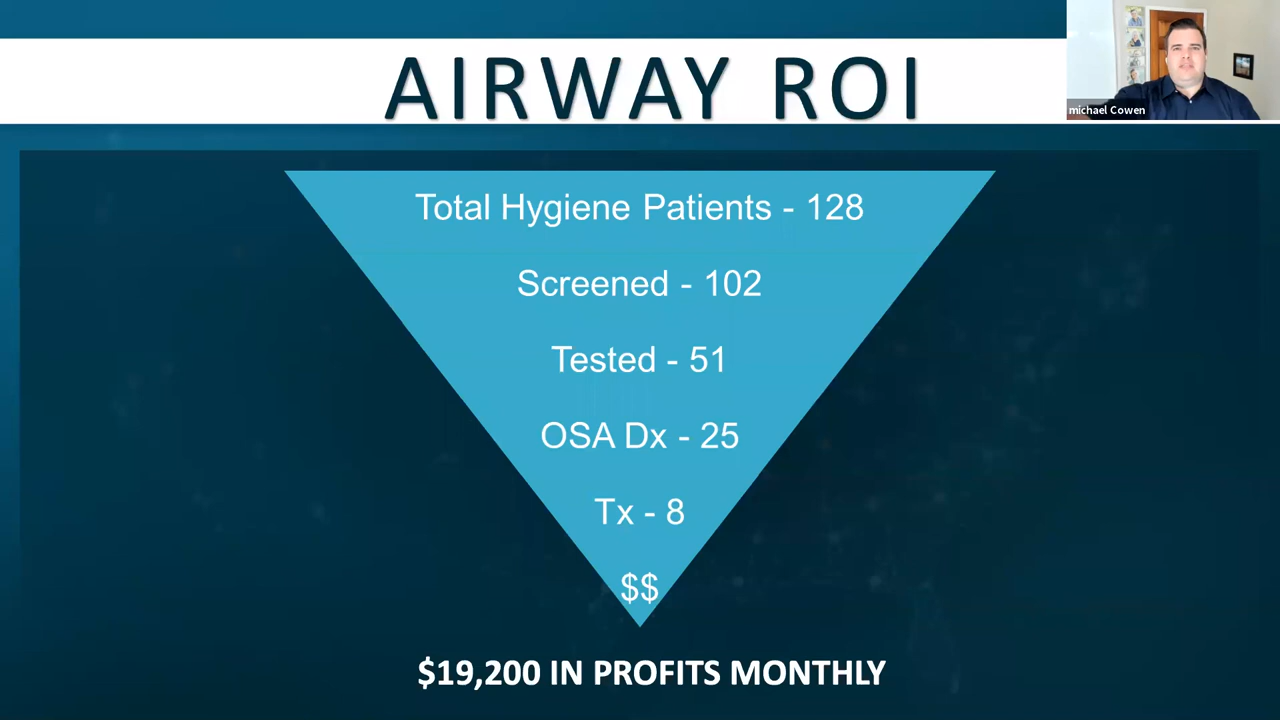 AIRWAY ROI
michael Cowen
Total Hygiene Patients - 128
Screened - 102
Tested - 51
OSA Dx - 25
Tx - 8
$$
$19,200 IN PROFITS MONTHLY